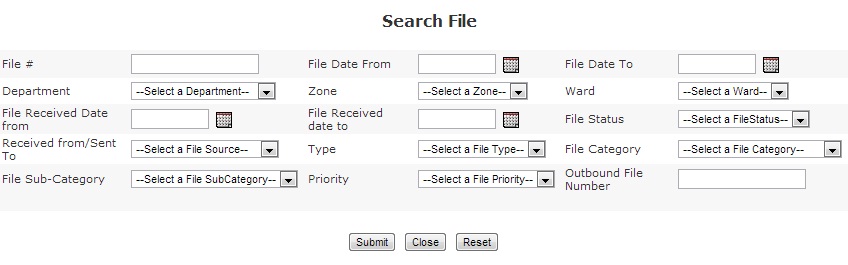 Search File
File #
File Date From
File Date To
Department --Select a Department-- Zone --Select a Zone-- Ward --Select a Ward--
File Received Date from
File Received date to
File Status --Select a FileStatus--
Received from/Sent To --Select a File Source-- Type --Select a File Type-- File Category --Select a File Category--
File Sub-Category --Select a File SubCategory-- Priority --Select a File Priority-- Outbound File Number
Submit Close Reset